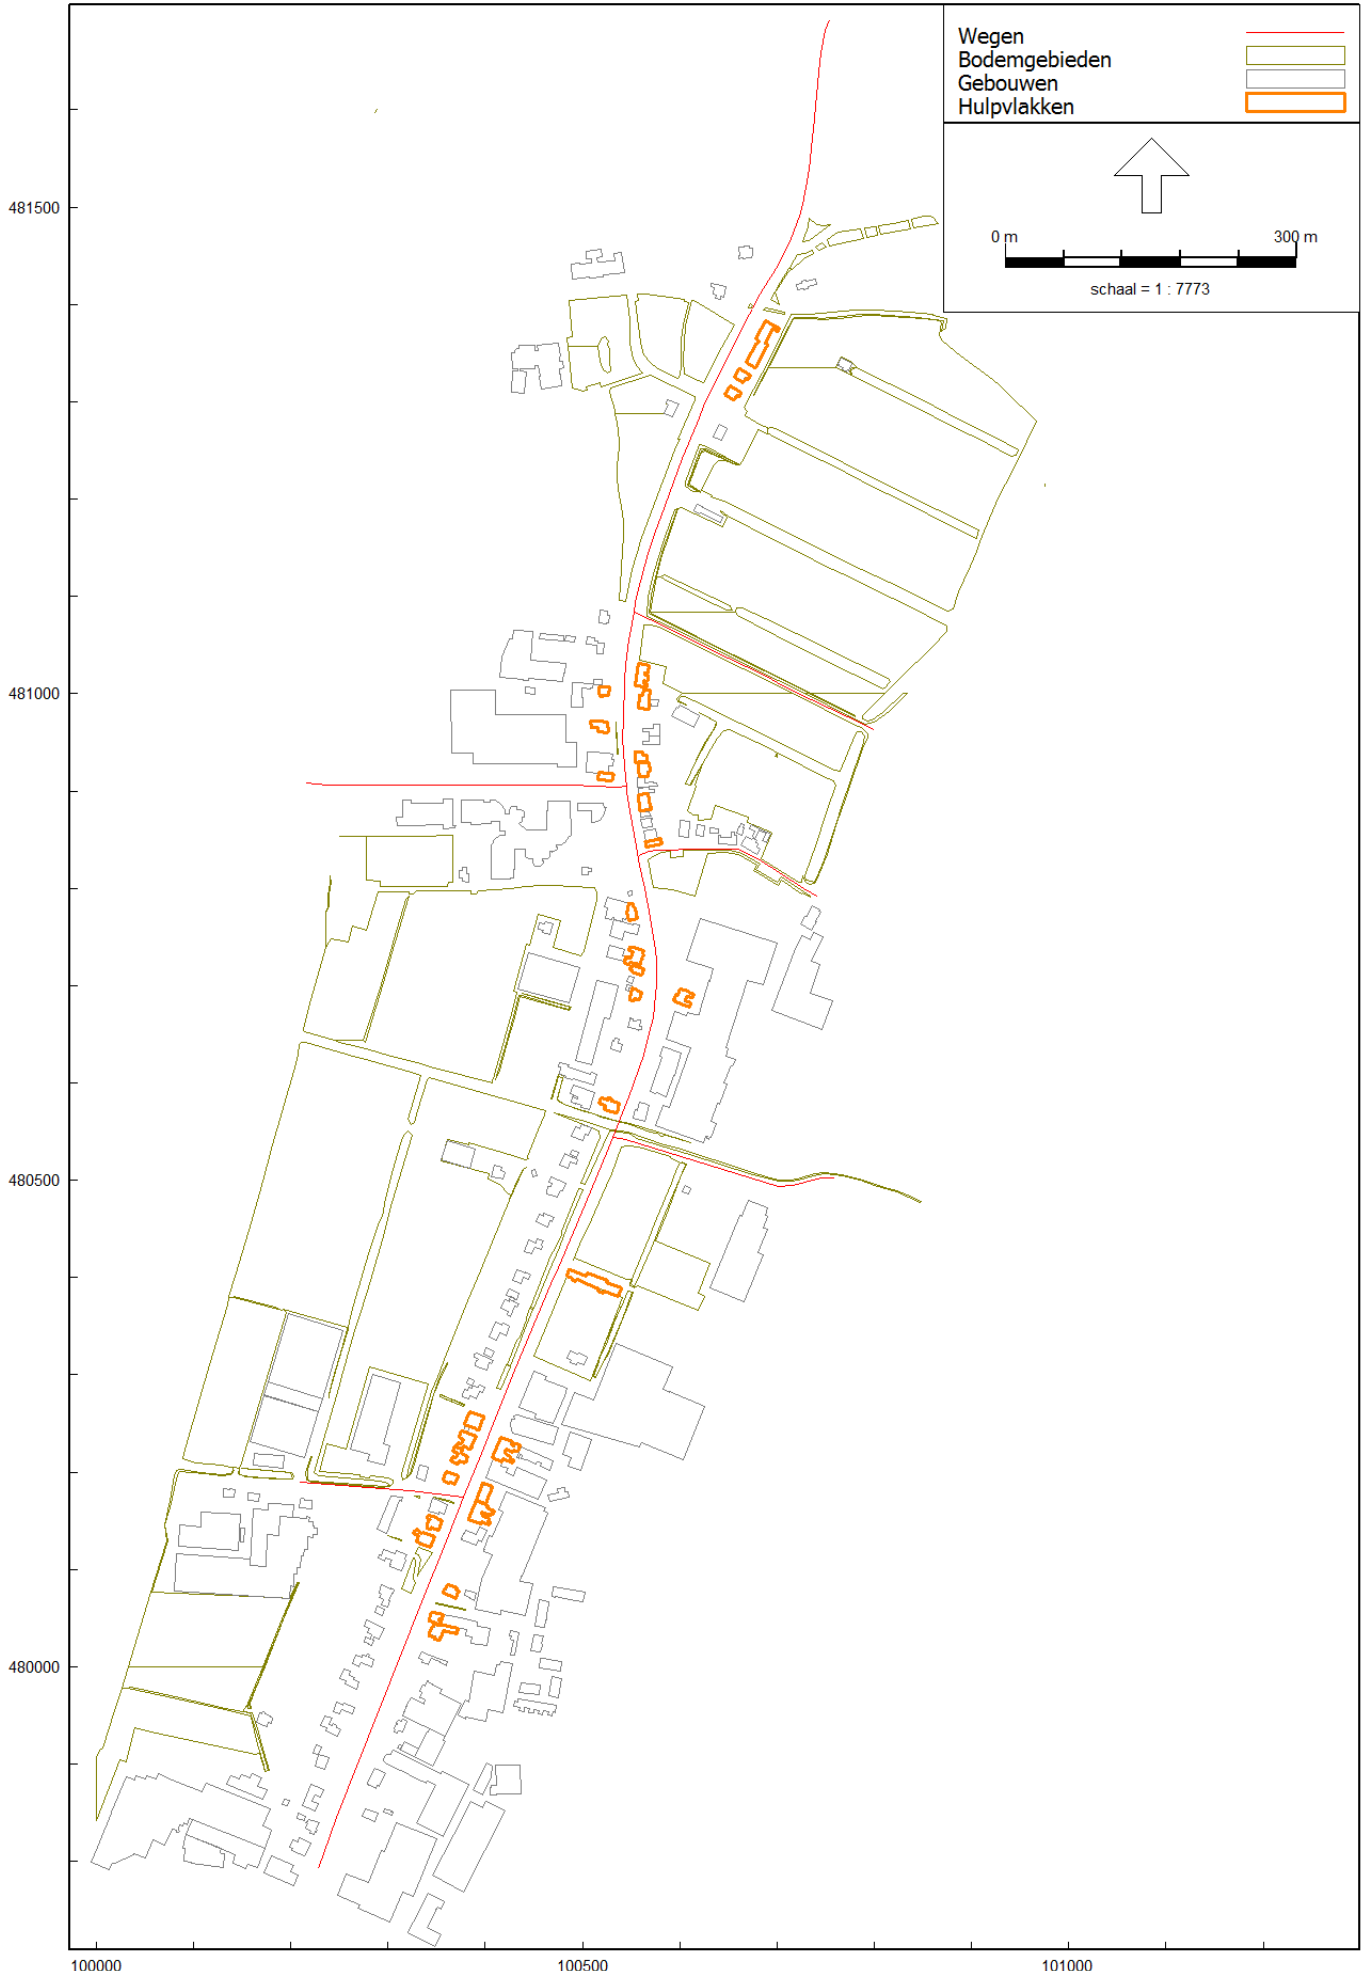 Wegen
Bodemgebieden
Gebouwen
Hulpvlakken
0 m 300 m
schaal = 1 : 7773
481500
481000
480500
480000
100000 100500 101000